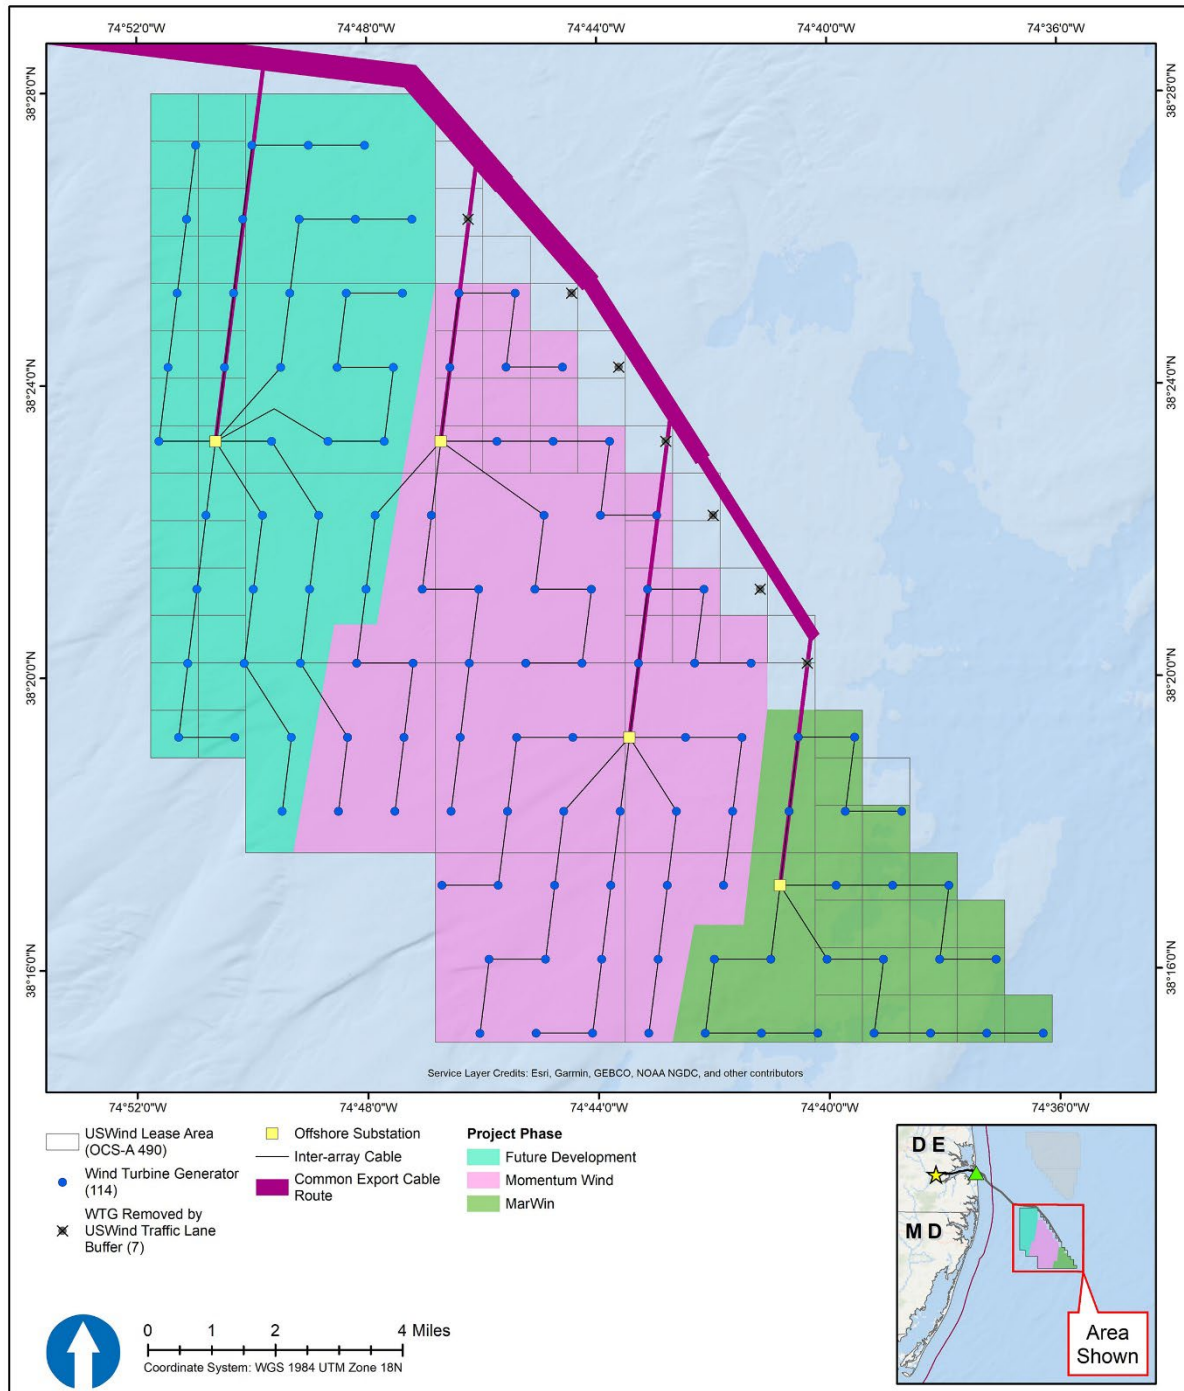 74°52'0"W
74°48'0"W
74°44'0"W
74°40'0"W
74°36'0"W
38°28'0"N
38°28'0"N
38°24'0"N
38°24'0"N
38°20'0"N
38°20'0"N
38°16'0"N
38°16'0"N
Service Layer Credits: Esri, Garmin, GEBCO, NOAA NGDC, and other contributors
74°52'0"W
74°48'0"W
74°44'0"W
74°40'0"W
74°36'0"W
USWind Lease Area
(OCS-A 490)
Wind Turbine Generator
(114)
WTG Removed by
USWind Traffic Lane
Buffer (7)
Offshore Substation
Inter-array Cable
Common Export Cable
Route
Project Phase
Future Development
Momentum Wind
MarWin
0 1 2 4 Miles
Coordinate System: WGS 1984 UTM Zone 18N
D E
M D
Area
Shown